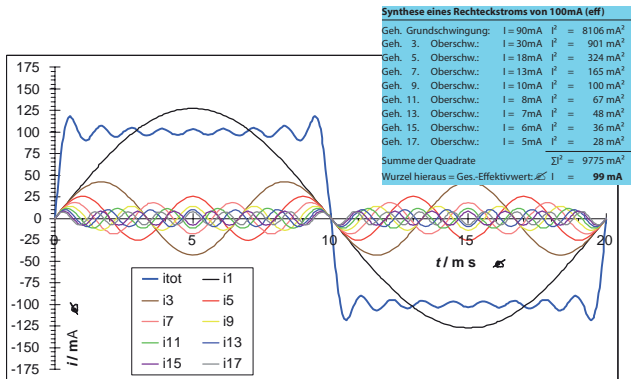 Synthese eines Rechteckstroms von 100mA (eff)
Geh. Grundschwingung: I = 90mA I² = 8106 mA²
Geh. 3. Oberschw.: I = 30mA I² = 901 mA²
Geh. 5. Oberschw.: I = 18mA I² = 324 mA²
Geh. 7. Oberschw.: I = 13mA I² = 165 mA²
Geh. 9. Oberschw.: I = 10mA I² = 100 mA²
Geh. 11. Oberschw.: I = 8mA I² = 67 mA²
Geh. 13. Oberschw.: I = 7mA I² = 48 mA²
Geh. 15. Oberschw.: I = 6mA I² = 36 mA²
Geh. 17. Oberschw.: I = 5mA I² = 28 mA²
Summe der Quadrate ΣI² = 9775 mA²
Wurzel hieraus = Ges.-Effektivwert: I = 99 mA
175
150
125
100
75
50
25
0
-25
-50
-75
-100
-125
-150
-175
i / mA
0 5 10 15 20
t / m s
itot i1
i3 i5
i7 i9
i11 i13
i15 i17